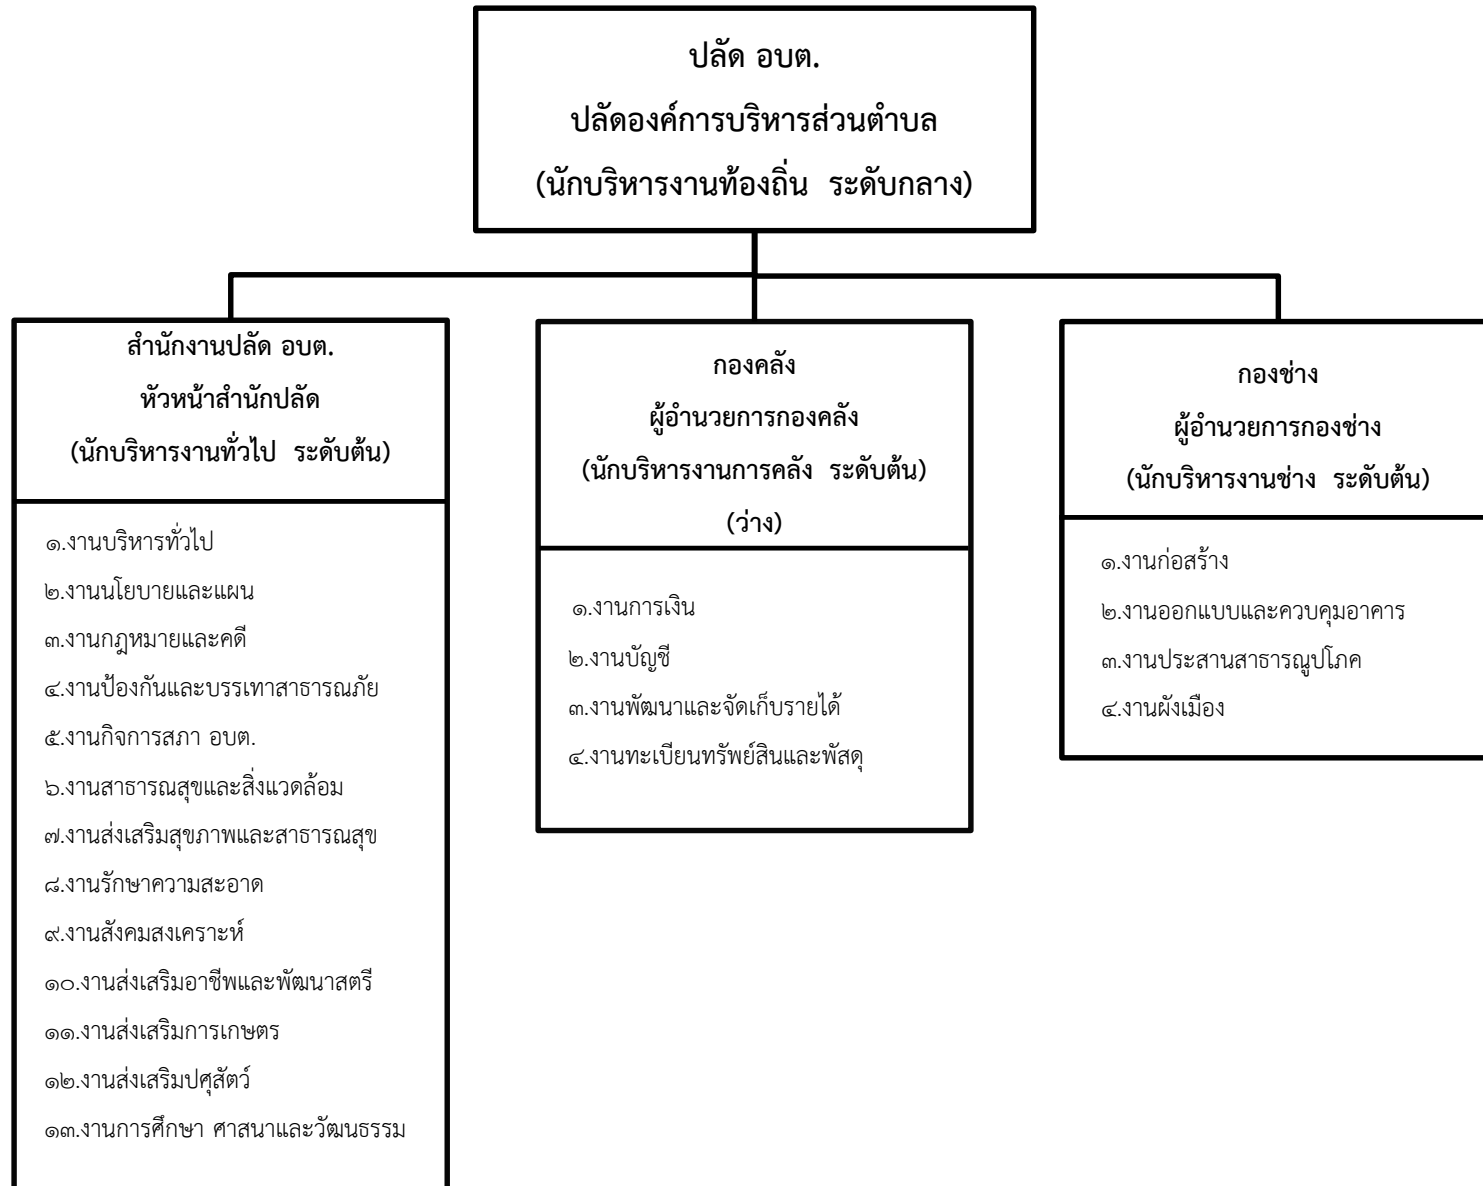 ปลัด อบต.
ปลัดองค์การบริหารส่วนตำบล
(นักบริหารงานท้องถิ่น ระดับกลาง)
สำนักงานปลัด อบต.
หัวหน้าสำนักปลัด
(นักบริหารงานทั่วไป ระดับต้น)
๑.งานบริหารทั่วไป
๒.งานนโยบายและแผน
๓.งานกฎหมายและคดี
๔.งานป้องกันและบรรเทาสาธารณภัย
๕.งานกิจการสภา อบต.
๖.งานสาธารณสุขและสิ่งแวดล้อม
๗.งานส่งเสริมสุขภาพและสาธารณสุข
๘.งานรักษาความสะอาด
๙.งานสังคมสงเคราะห์
๑๐.งานส่งเสริมอาชีพและพัฒนาสตรี
๑๑.งานส่งเสริมการเกษตร
๑๒.งานส่งเสริมปศุสัตว์
๑๓.งานการศึกษา ศาสนาและวัฒนธรรม
กองคลัง
ผู้อำนวยการกองคลัง
(นักบริหารงานการคลัง ระดับต้น)
(ว่าง)
๑.งานการเงิน
๒.งานบัญชี
๓.งานพัฒนาและจัดเก็บรายได้
๔.งานทะเบียนทรัพย์สินและพัสดุ
กองช่าง
ผู้อำนวยการกองช่าง
(นักบริหารงานช่าง ระดับต้น)
๑.งานก่อสร้าง
๒.งานออกแบบและควบคุมอาคาร
๓.งานประสานสาธารณูปโภค
๔.งานผังเมือง